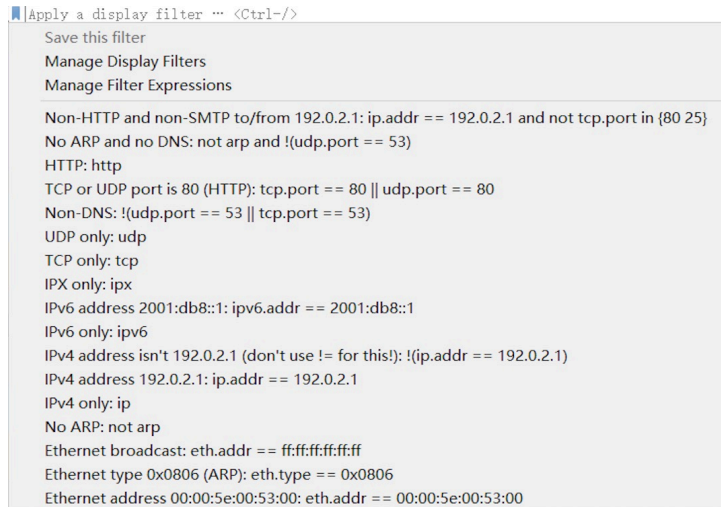 Apply a display filter … <Ctrl-/>
Save this filter
Manage Display Filters
Manage Filter Expressions
Non-HTTP and non-SMTP to/from 192.0.2.1: ip.addr == 192.0.2.1 and not tcp.port in {80 25}
No ARP and no DNS: not arp and !(udp.port == 53)
HTTP: http
TCP or UDP port is 80 (HTTP): tcp.port == 80 || udp.port == 80
Non-DNS: !(udp.port == 53 || tcp.port == 53)
UDP only: udp
TCP only: tcp
IPX only: ipx
IPv6 address 2001:db8::1: ipv6.addr == 2001:db8::1
IPv6 only: ipv6
IPv4 address isn't 192.0.2.1 (don't use != for this!): !(ip.addr == 192.0.2.1)
IPv4 address 192.0.2.1: ip.addr == 192.0.2.1
IPv4 only: ip
No ARP: not arp
Ethernet broadcast: eth.addr == ff:ff:ff:ff:ff:ff
Ethernet type 0x0806 (ARP): eth.type == 0x0806
Ethernet address 00:00:5e:00:53:00: eth.addr == 00:00:5e:00:53:00